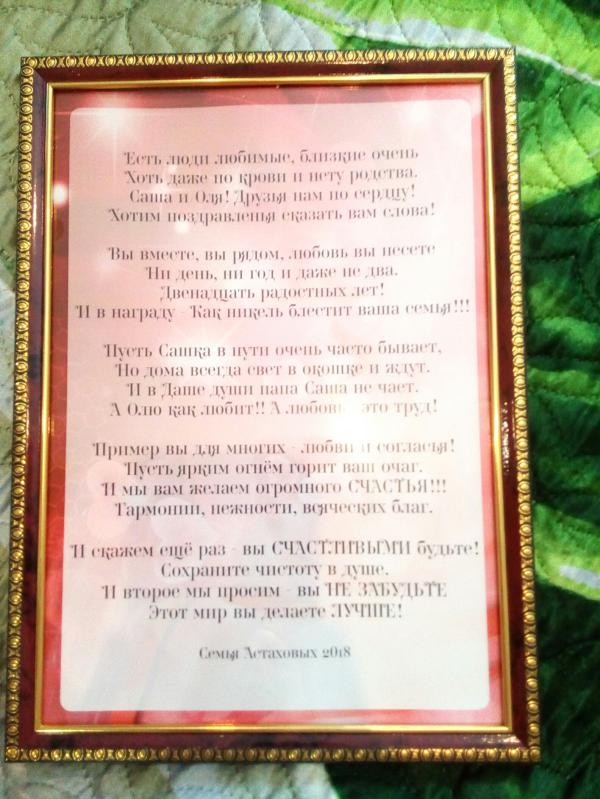 Есть люди любимые, близкие очень
Хоть даже по крови и нету родства.
Саша и Оля! Друзья нам по сердцу!
Хотим поздравленья сказать вам слова!
Вы вместе, вы рядом, любовь вы несете
Ни день, ни год и даже не два.
Двенадцать радостных лет!
И в награду - Как никель блестит ваша семья!!!
Пусть Сашка в пути очень часто бывает,
Но дома всегда свет в окошке и ждут.
И в Даше души папа Саша не чает.
А Олю как любит!! А любовь это труд!
Пример вы для многих - любви и согласья!
Пусть ярким огнём горит ваш очаг.
И мы вам желаем огромного СЧАСТЬЯ!!!
Гармонии, нежности, всяческих благ.
И скажем ещё раз - вы СЧАСТЛИВЫМИ будьте!
Сохраните чистоту в душе.
И второе мы просим - вы НЕ ЗАБУДЬТЕ
Этот мир вы делаете ЛУЧШЕ!
Семья Астаховых 2018